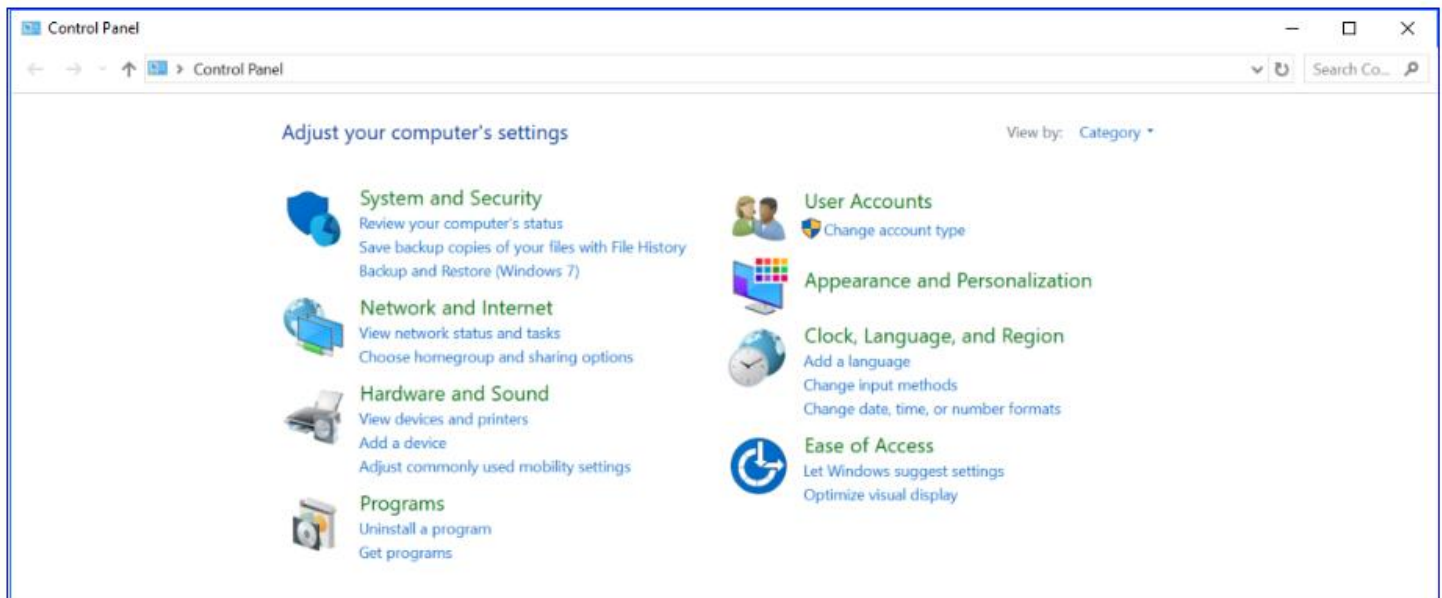 Control Panel
Control Panel
Search Co...
Adjust your computer's settings
View by: Category
System and Security
Review your computer's status
Save backup copies of your files with File History
Backup and Restore (Windows 7)
Network and Internet
View network status and tasks
Choose homegroup and sharing options
Hardware and Sound
View devices and printers
Add a device
Adjust commonly used mobility settings
Programs
Uninstall a program
Get programs
User Accounts
Change account type
Appearance and Personalization
Clock, Language, and Region
Add a language
Change input methods
Change date, time, or number formats
Ease of Access
Let Windows suggest settings
Optimize visual display